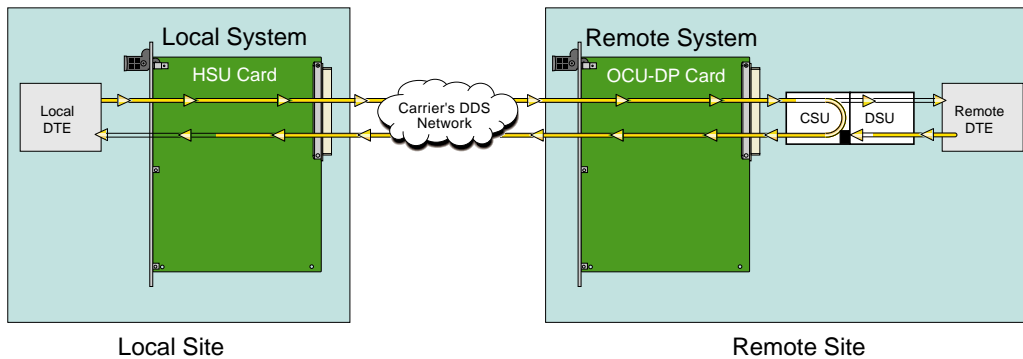 Local System
Remote System
HSU Card
OCU-DP Card
Local
DTE
Carrier's DDS
Network
CSU
DSU
Remote
DTE
Local Site
Remote Site